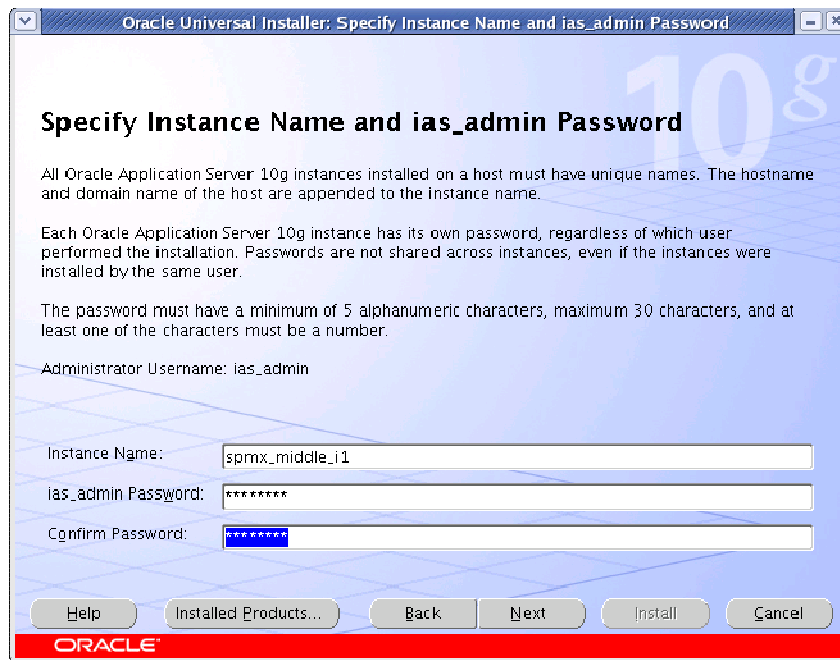 Oracle Universal Installer: Specify Instance Name and ias_admin Password
10g
Specify Instance Name and ias_admin Password
All Oracle Application Server 10g instances installed on a host must have unique names. The hostname
and domain name of the host are appended to the instance name.
Each Oracle Application Server 10g instance has its own password, regardless of which user
performed the installation. Passwords are not shared across instances, even if the instances were
installed by the same user.
The password must have a minimum of 5 alphanumeric characters, maximum 30 characters, and at
least one of the characters must be a number.
Administrator Username: ias_admin
Instance Name: spmx_middle_i1
ias_admin Password: ********
Confirm Password: ********
Help Installed Products... Back Next Install Cancel
ORACLE